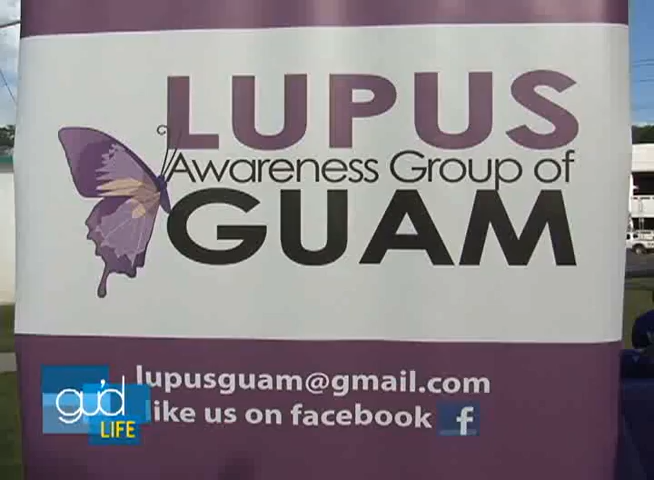 LUPUS
Awareness Group of
GUAM
lupusguam@gmail.com
like us on facebook f
gu'd
LIFE